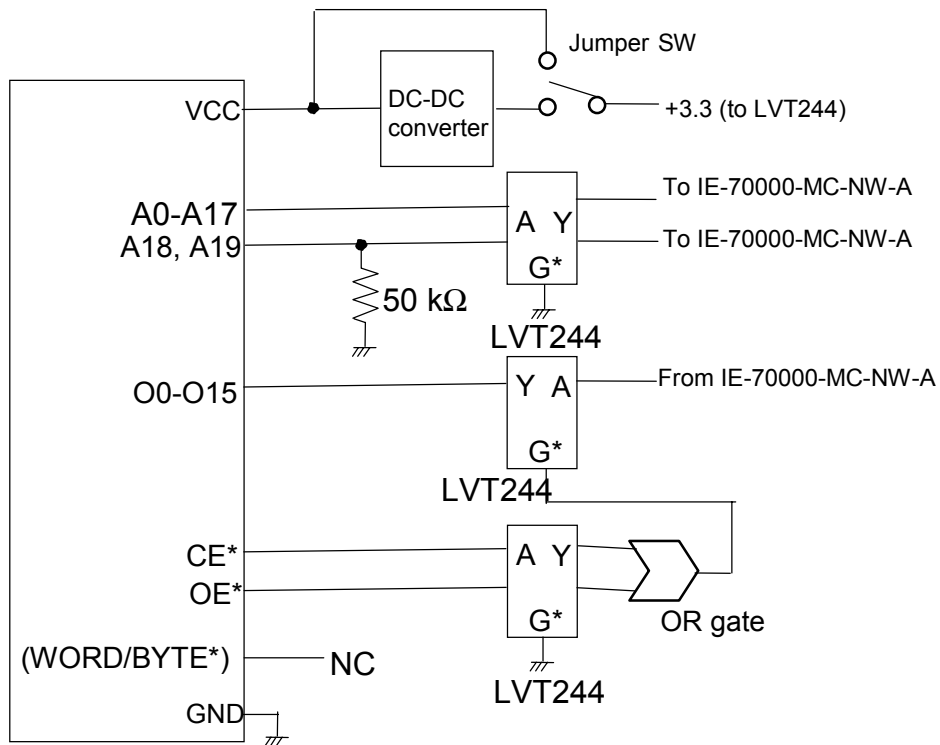 Jumper SW
VCC
DC-DC
converter
+3.3 (to LVT244)
To IE-70000-MC-NW-A
A0-A17
A Y
To IE-70000-MC-NW-A
A18, A19
G*
50 kΩ
LVT244
O0-O15
Y A
From IE-70000-MC-NW-A
G*
LVT244
CE*
A Y
OE*
G*
OR gate
(WORD/BYTE*)
NC
LVT244
GND